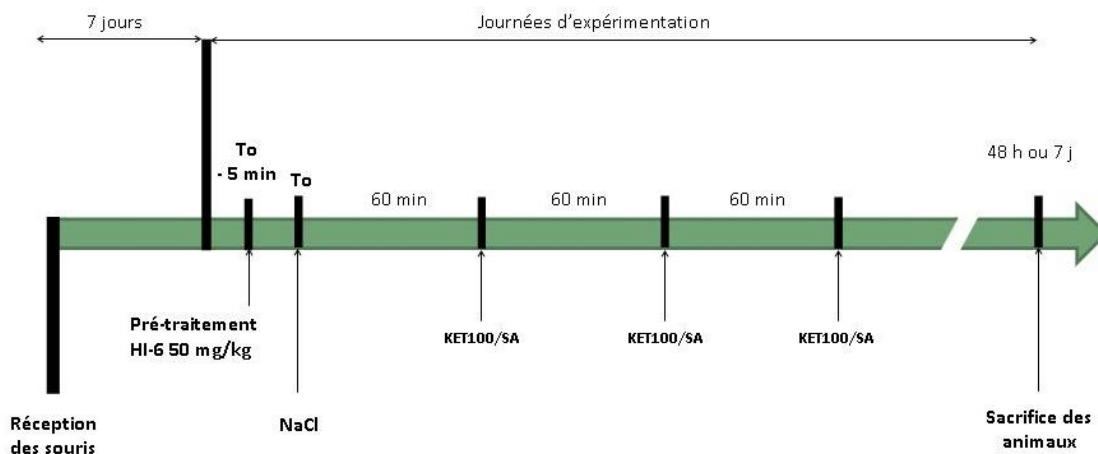 7 jours
Journées d'expérimentation
To
- 5 min
To
60 min
60 min
60 min
48 h ou 7 j
Pré-traitement
HI-6 50 mg/kg
KET100/SA
KET100/SA
KET100/SA
Réception
des souris
NaCl
Sacrifice des
animaux